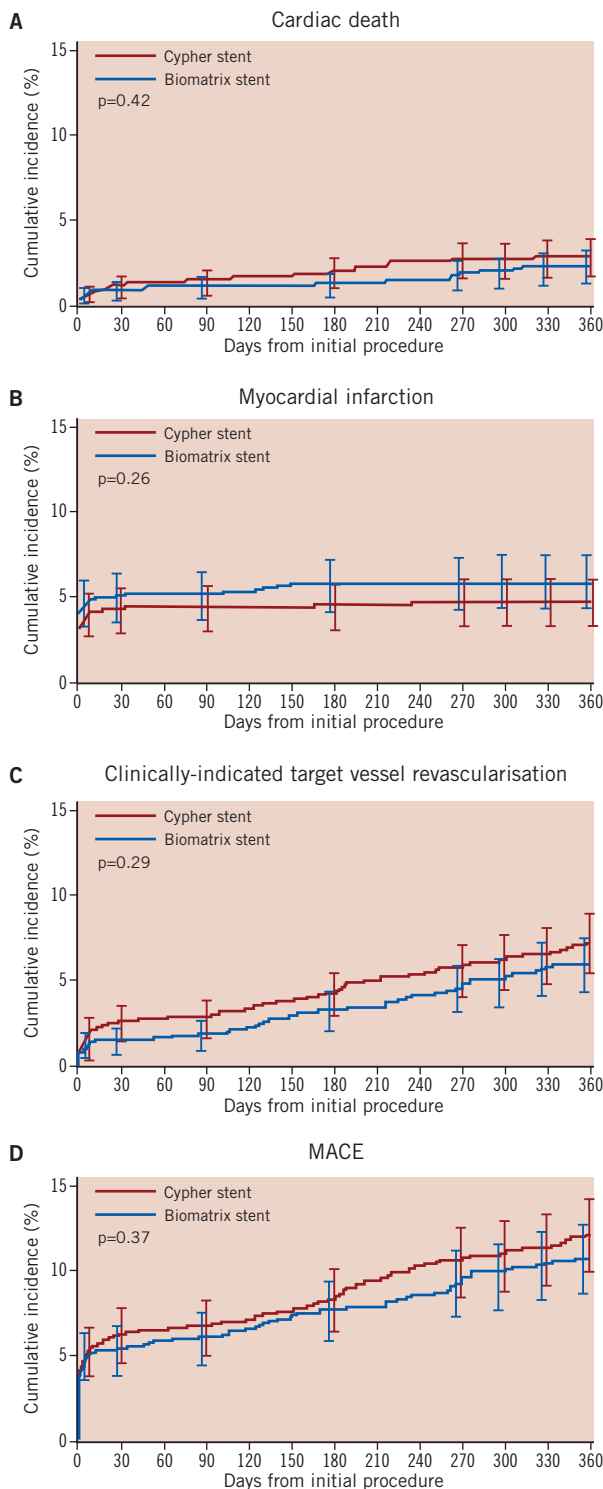 A Cardiac death
Cumulative incidence (%)
15
10
5
0
Cypher stent
Biomatrix stent
p=0.42
0 30 60 90 120 150 180 210 240 270 300 330 360
Days from initial procedure
B Myocardial infarction
Cumulative incidence (%)
15
10
5
0
Cypher stent
Biomatrix stent
p=0.26
0 30 60 90 120 150 180 210 240 270 300 330 360
Days from initial procedure
C Clinically-indicated target vessel revascularisation
Cumulative incidence (%)
15
10
5
0
Cypher stent
Biomatrix stent
p=0.29
0 30 60 90 120 150 180 210 240 270 300 330 360
Days from initial procedure
D MACE
Cumulative incidence (%)
15
10
5
0
Cypher stent
Biomatrix stent
p=0.37
0 30 60 90 120 150 180 210 240 270 300 330 360
Days from initial procedure